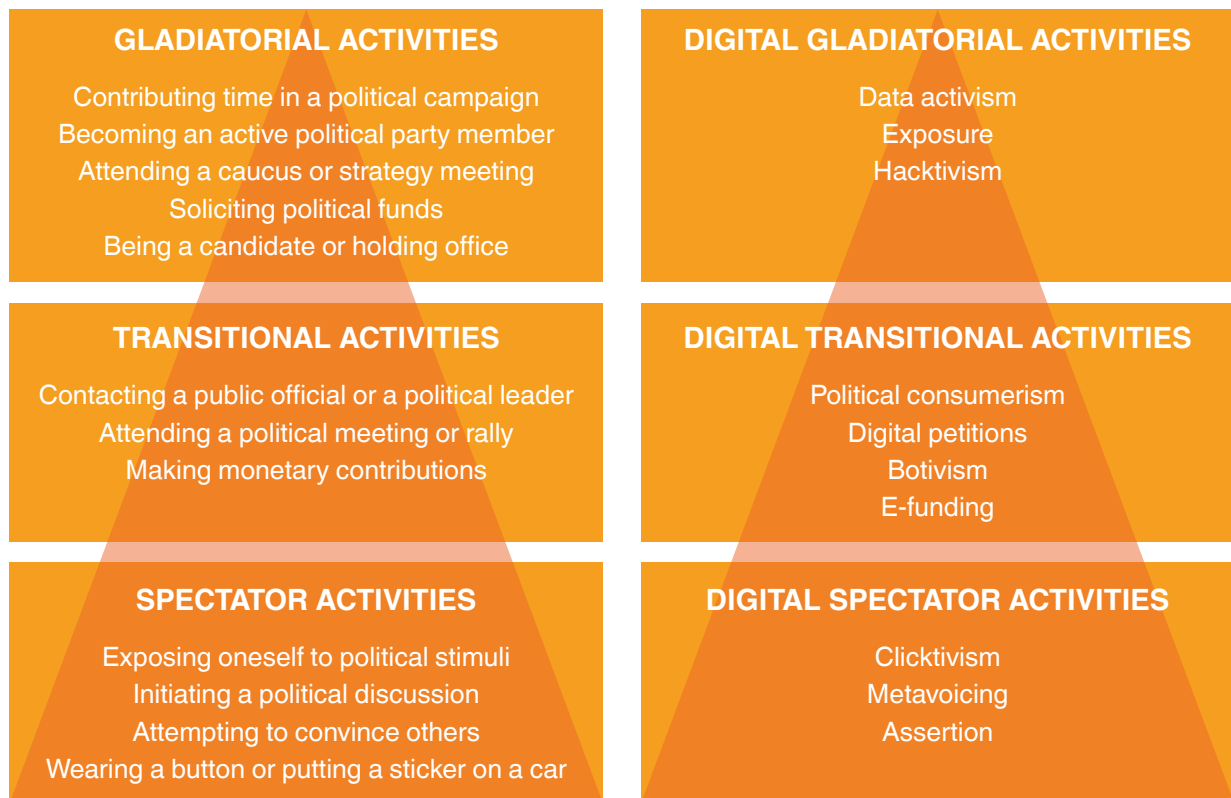 GLADIATORIAL ACTIVITIES
Contributing time in a political campaign
Becoming an active political party member
Attending a caucus or strategy meeting
Soliciting political funds
Being a candidate or holding office
DIGITAL GLADIATORIAL ACTIVITIES
Data activism
Exposure
Hacktivism
TRANSITIONAL ACTIVITIES
Contacting a public official or a political leader
Attending a political meeting or rally
Making monetary contributions
DIGITAL TRANSITIONAL ACTIVITIES
Political consumerism
Digital petitions
Botivism
E-funding
SPECTATOR ACTIVITIES
Exposing oneself to political stimuli
Initiating a political discussion
Attempting to convince others
Wearing a button or putting a sticker on a car
DIGITAL SPECTATOR ACTIVITIES
Clicktivism
Metavoicing
Assertion